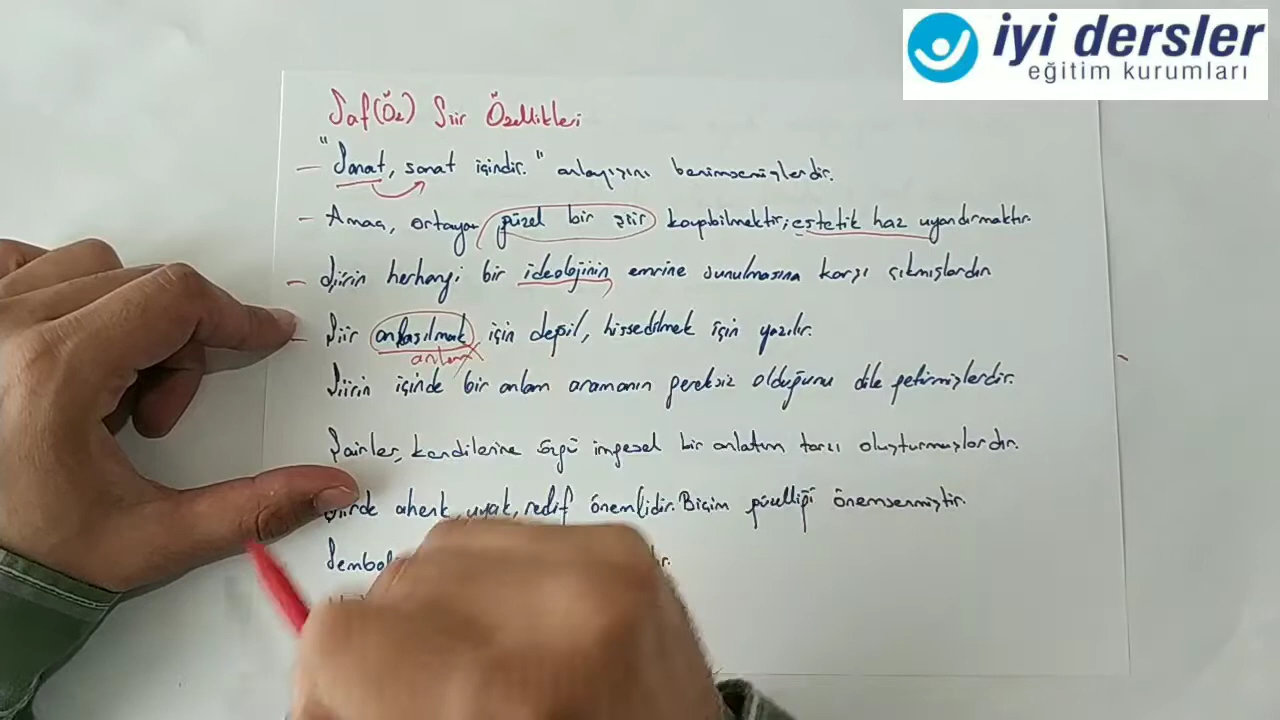 iyi dersler
eğitim kurumları
Saf (Öz) Şiir Özellikleri
- "Sanat, sanat içindir." anlayışını benimsemişlerdir.
- Amaç, ortaya güzel bir şiir koyabilmektir; estetik haz uyandırmaktır.
- Şiirin herhangi bir ideolojinin emrine sunulmasına karşı çıkmışlardır
- Şiir anlaşılmak için değil, hissedilmek için yazılır.
anlam
Şiirin içinde bir anlam aramanın gereksiz olduğunu dile getirmişlerdir.
Şairler, kendilerine özgü imgesel bir anlatım tarzı oluşturmuşlardır.
Şiirde ahenk, uyak, redif önemlidir. Biçim güzelliği önemsenmiştir.